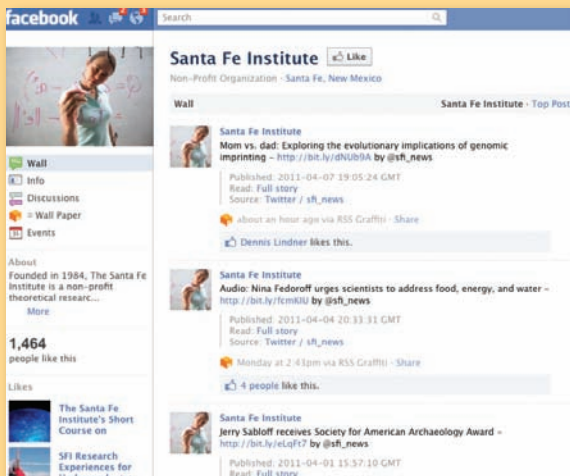 facebook
2
3
Search
Santa Fe Institute Like
Non-Profit Organization · Santa Fe, New Mexico
Wall Santa Fe Institute · Top Post
Wall
Info
Discussions
= Wall Paper
31 Events
About
Founded in 1984, The Santa Fe
Institute is a non-profit
theoretical researc...
More
1,464
people like this
Likes
The Santa Fe
Institute's Short
Course on
SFI Research
Experiences for
Santa Fe Institute
Mom vs. dad: Exploring the evolutionary implications of genomic
imprinting – http://bit.ly/dNUb9A by @sfi_news
Published: 2011-04-07 19:05:24 GMT
Read: Full story
Source: Twitter / sfi_news
about an hour ago via RSS Graffiti · Share
Dennis Lindner likes this.
Santa Fe Institute
Audio: Nina Fedoroff urges scientists to address food, energy, and water –
http://bit.ly/fcmKIU by @sfi_news
Published: 2011-04-04 20:33:31 GMT
Read: Full story
Source: Twitter / sfi_news
Monday at 2:43pm via RSS Graffiti · Share
4 people like this.
Santa Fe Institute
Jerry Sabloff receives Society for American Archaeology Award –
http://bit.ly/eLqFt7 by @sfi_news
Published: 2011-04-01 15:57:10 GMT
Read: Full story